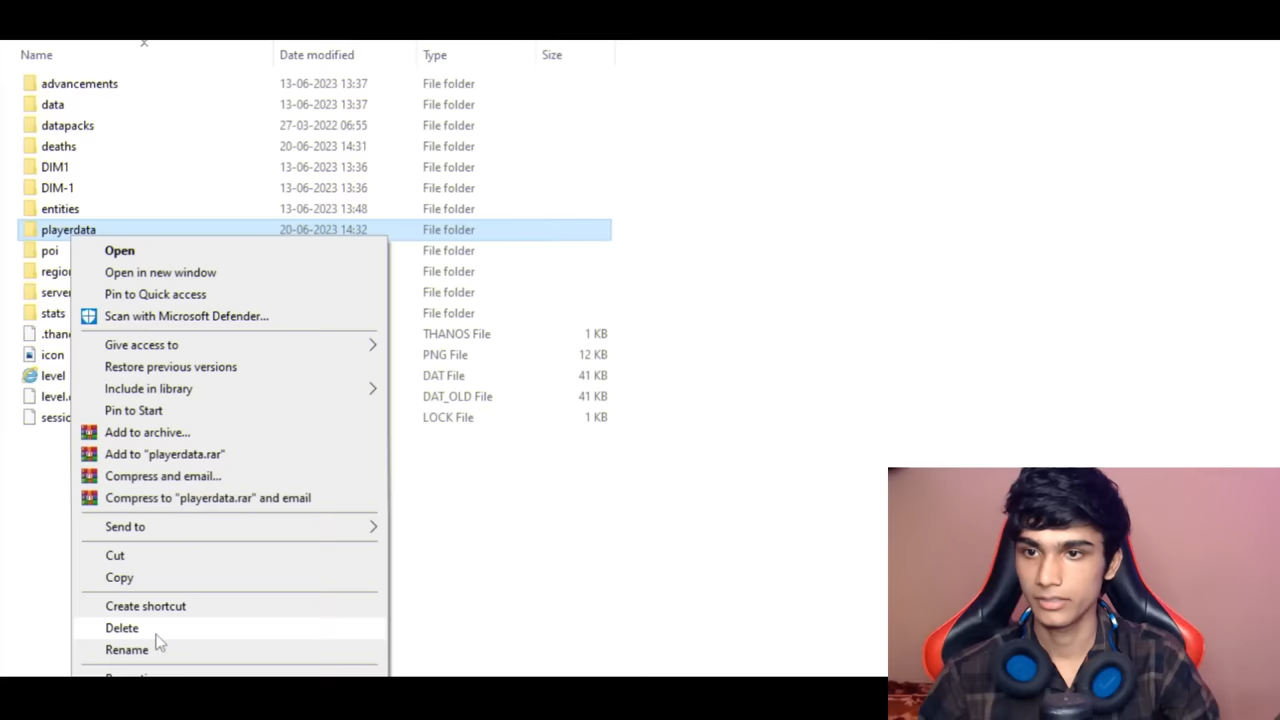 Name Date modified Type Size
advancements 13-06-2023 13:37 File folder
data 13-06-2023 13:37 File folder
datapacks 27-03-2022 06:55 File folder
deaths 20-06-2023 14:31 File folder
DIM1 13-06-2023 13:36 File folder
DIM-1 13-06-2023 13:36 File folder
entities 13-06-2023 13:48 File folder
playerdata 20-06-2023 14:32 File folder
poi File folder
region File folder
server File folder
stats File folder
.than THANOS File 1 KB
icon PNG File 12 KB
level DAT File 41 KB
level. DAT_OLD File 41 KB
sessio LOCK File 1 KB
Open
Open in new window
Pin to Quick access
Scan with Microsoft Defender...
Give access to
Restore previous versions
Include in library
Pin to Start
Add to archive...
Add to "playerdata.rar"
Compress and email...
Compress to "playerdata.rar" and email
Send to
Cut
Copy
Create shortcut
Delete
Rename